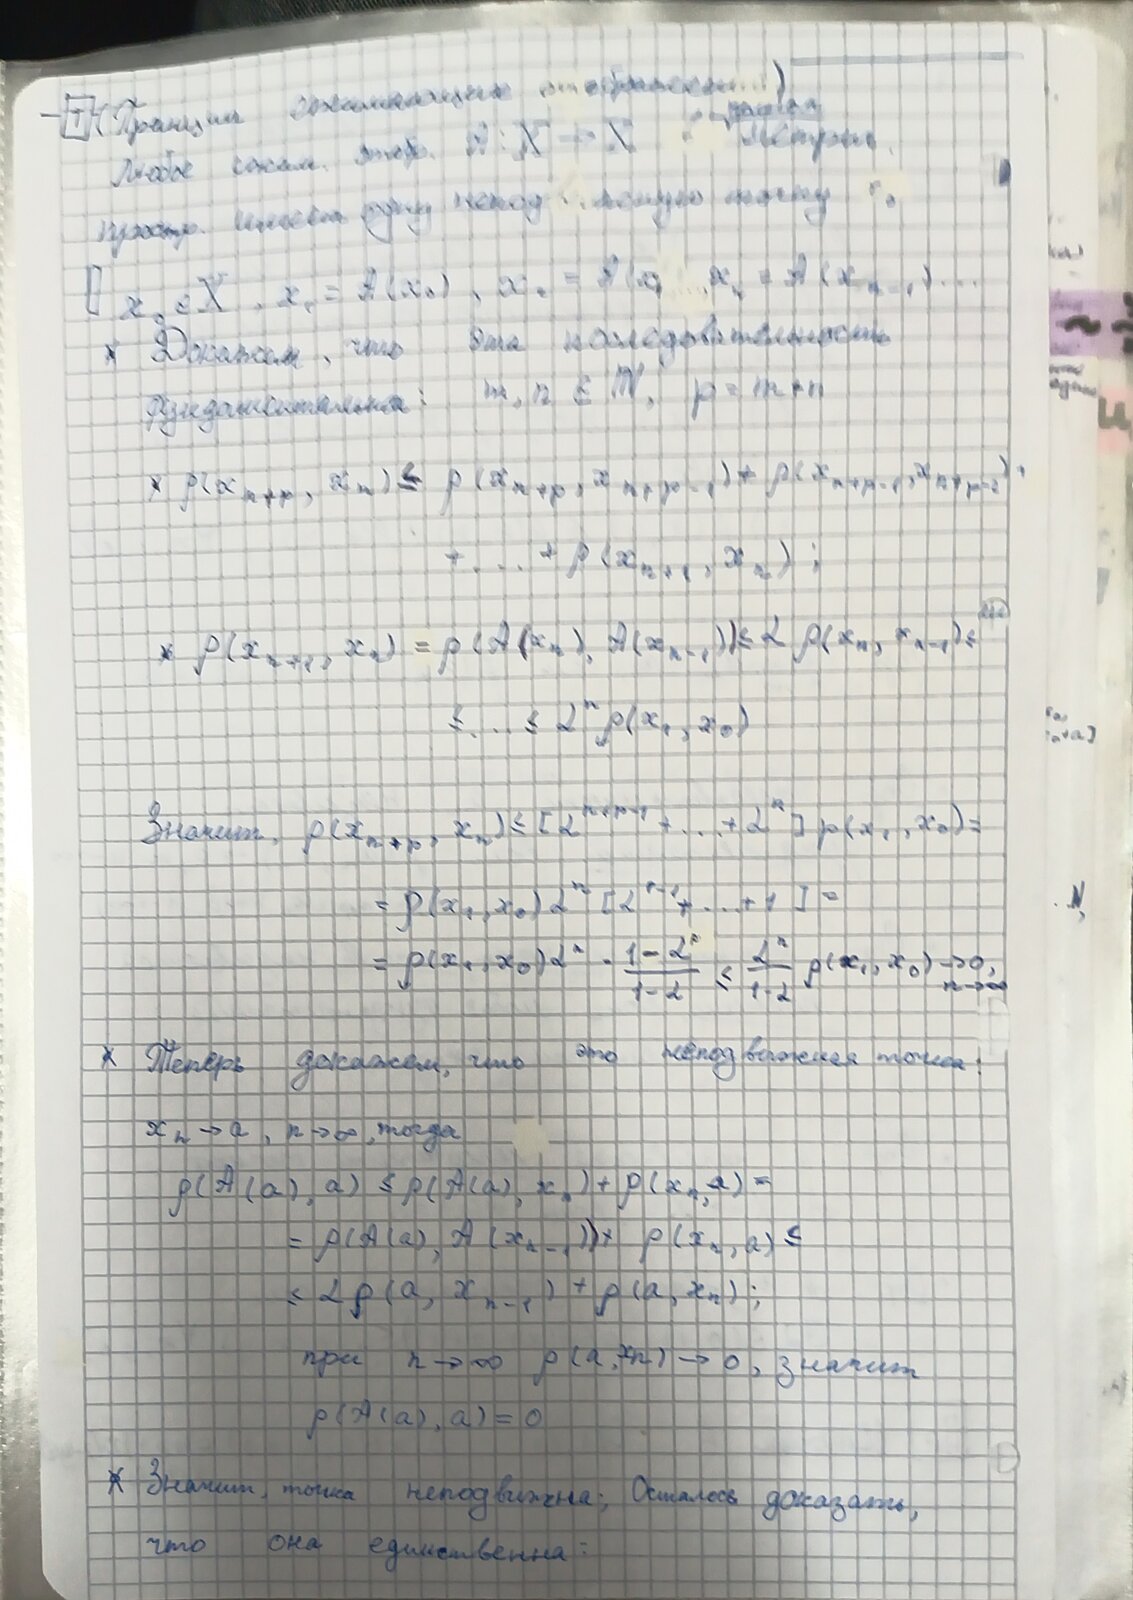 Т (Принцип сжимающих отображений)
Любое сжим. отобр. A: X → X полного метрич.
простр. имеет одну неподвижную точку
x₀ ∈ X, x₁ = A(x₀), x₂ = A(x₁), ..., xₙ = A(xₙ₋₁) ...
* Докажем, что эта последовательность
фундаментальна: m, n ∈ ℕ, p = m+n
* ρ(xₙ₊ₚ, xₙ) ≤ ρ(xₙ₊ₚ, xₙ₊ₚ₋₁) + ρ(xₙ₊ₚ₋₁, xₙ₊ₚ₋₂) +
+ ... + ρ(xₙ₊₁, xₙ);
* ρ(xₙ₊₁, xₙ) = ρ(A(xₙ), A(xₙ₋₁)) ≤ α ρ(xₙ, xₙ₋₁) ≤
≤ ... ≤ αⁿ ρ(x₁, x₀)
Значит, ρ(xₙ₊ₚ, xₙ) ≤ [αⁿ⁺ᵖ⁻¹ + ... + αⁿ] ρ(x₁, x₀) =
= ρ(x₁, x₀) αⁿ [αᵖ⁻¹ + ... + 1] =
= ρ(x₁, x₀) αⁿ · (1-αᵖ)/(1-α) ≤ αⁿ/(1-α) ρ(x₁, x₀) → 0, n→∞
* Теперь докажем, что это неподвижная точка:
xₙ → a, n → ∞, тогда
ρ(A(a), a) ≤ ρ(A(a), xₙ) + ρ(xₙ, a) =
= ρ(A(a), A(xₙ₋₁)) + ρ(xₙ, a) ≤
≤ α ρ(a, xₙ₋₁) + ρ(a, xₙ);
при n → ∞ ρ(a, xₙ) → 0, значит
ρ(A(a), a) = 0
* Значит, точка неподвижна; Осталось доказать,
что она единственна: